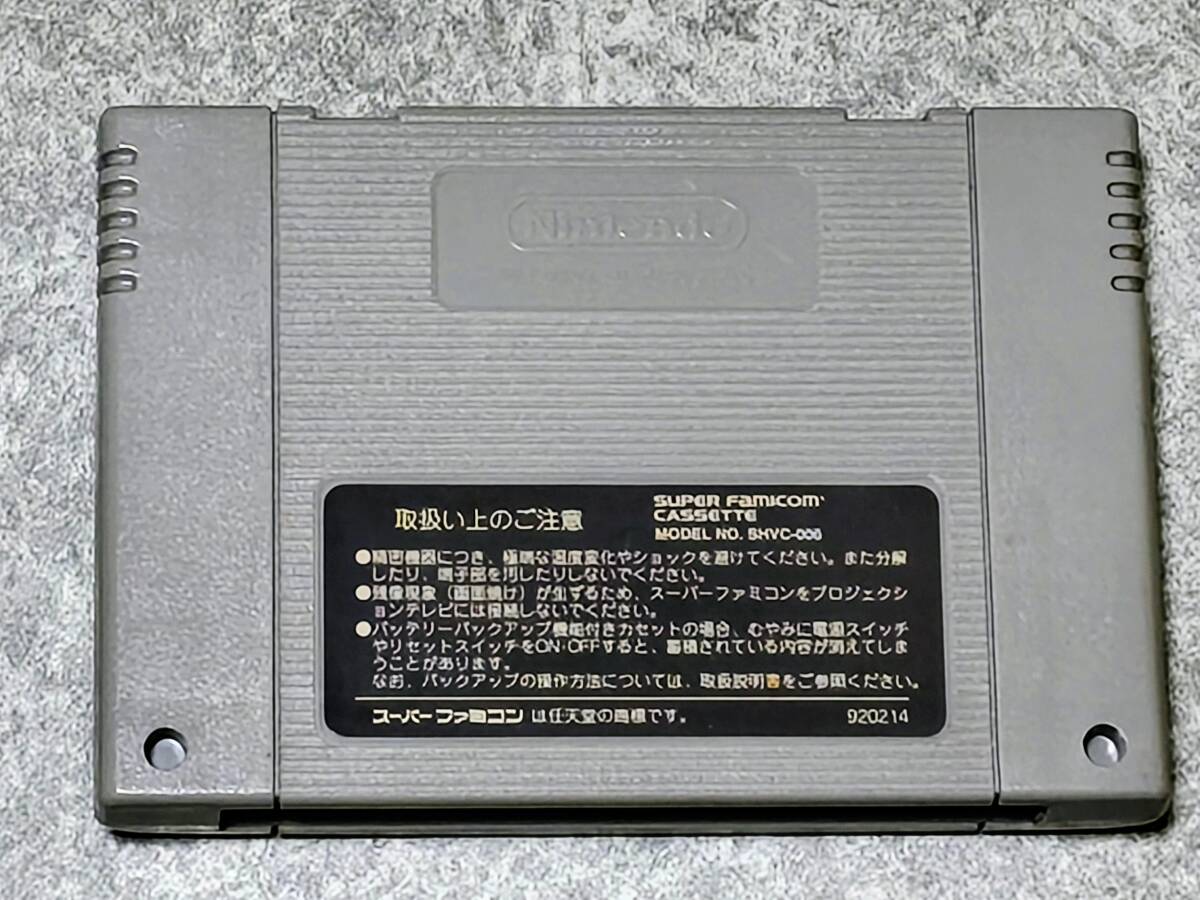 Nintendo
取扱い上のご注意
SUPER FAMICOM
CASSETTE
MODEL NO. SHVC-006
●精密機器につき、極端な温度変化やショックを避けてください。また分解
したり、端子部を したりしないでください。
●残像現象(画面焼け)が生ずるため、スーパーファミコンをプロジェクシ
ョンテレビには接続しないでください。
●バッテリーバックアップ機能付きカセットの場合、むやみに電源スイッチ
やリセットスイッチをON・OFFすると、蓄積されている内容が消えてしま
うことがあります。
なお、バックアップの操作方法については、取扱説明書をご参照ください。
スーパーファミコン は任天堂の商標です。
920214